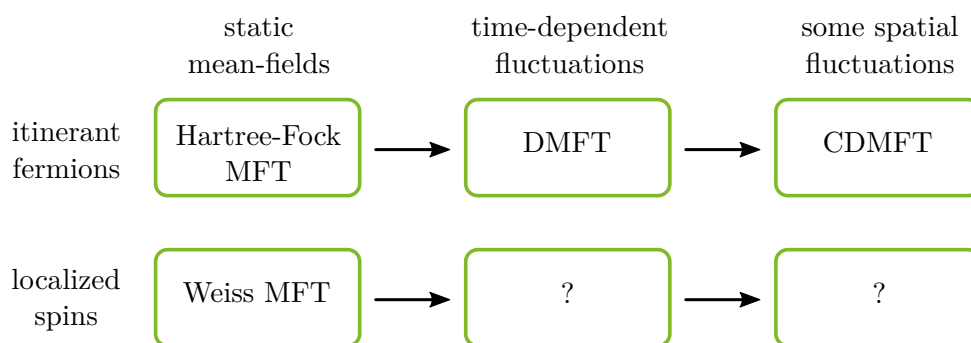 static
mean-fields
time-dependent
fluctuations
some spatial
fluctuations
itinerant
fermions
Hartree-Fock
MFT
DMFT
CDMFT
localized
spins
Weiss MFT
?
?